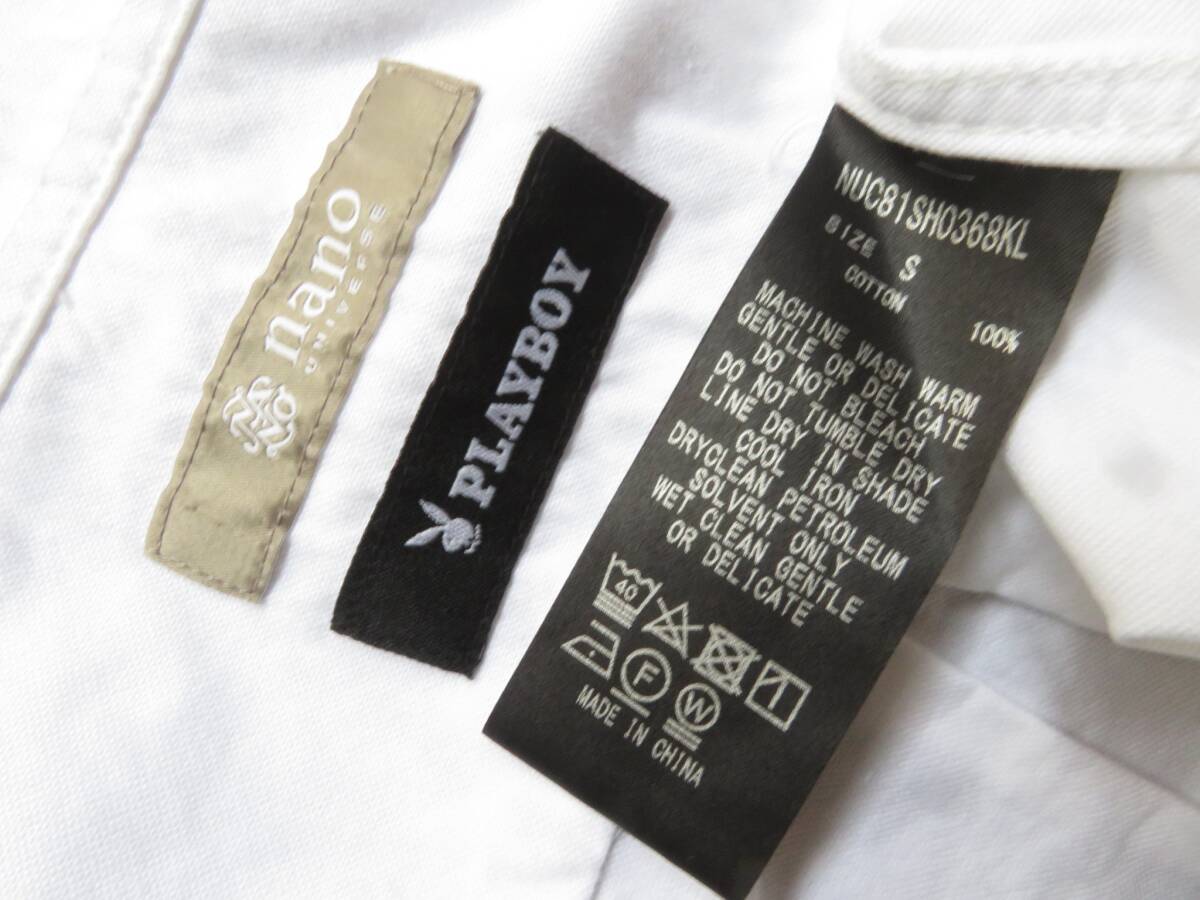 nano
UNIVERSE
PLAYBOY
NUC81SH0368KL
SIZE S
COTTON 100%
MACHINE WASH WARM
GENTLE OR DELICATE
DO NOT BLEACH
DO NOT TUMBLE DRY
LINE DRY IN SHADE
COOL IRON
DRYCLEAN PETROLEUM
SOLVENT ONLY
WET CLEAN GENTLE
OR DELICATE
40
F
W
MADE IN CHINA